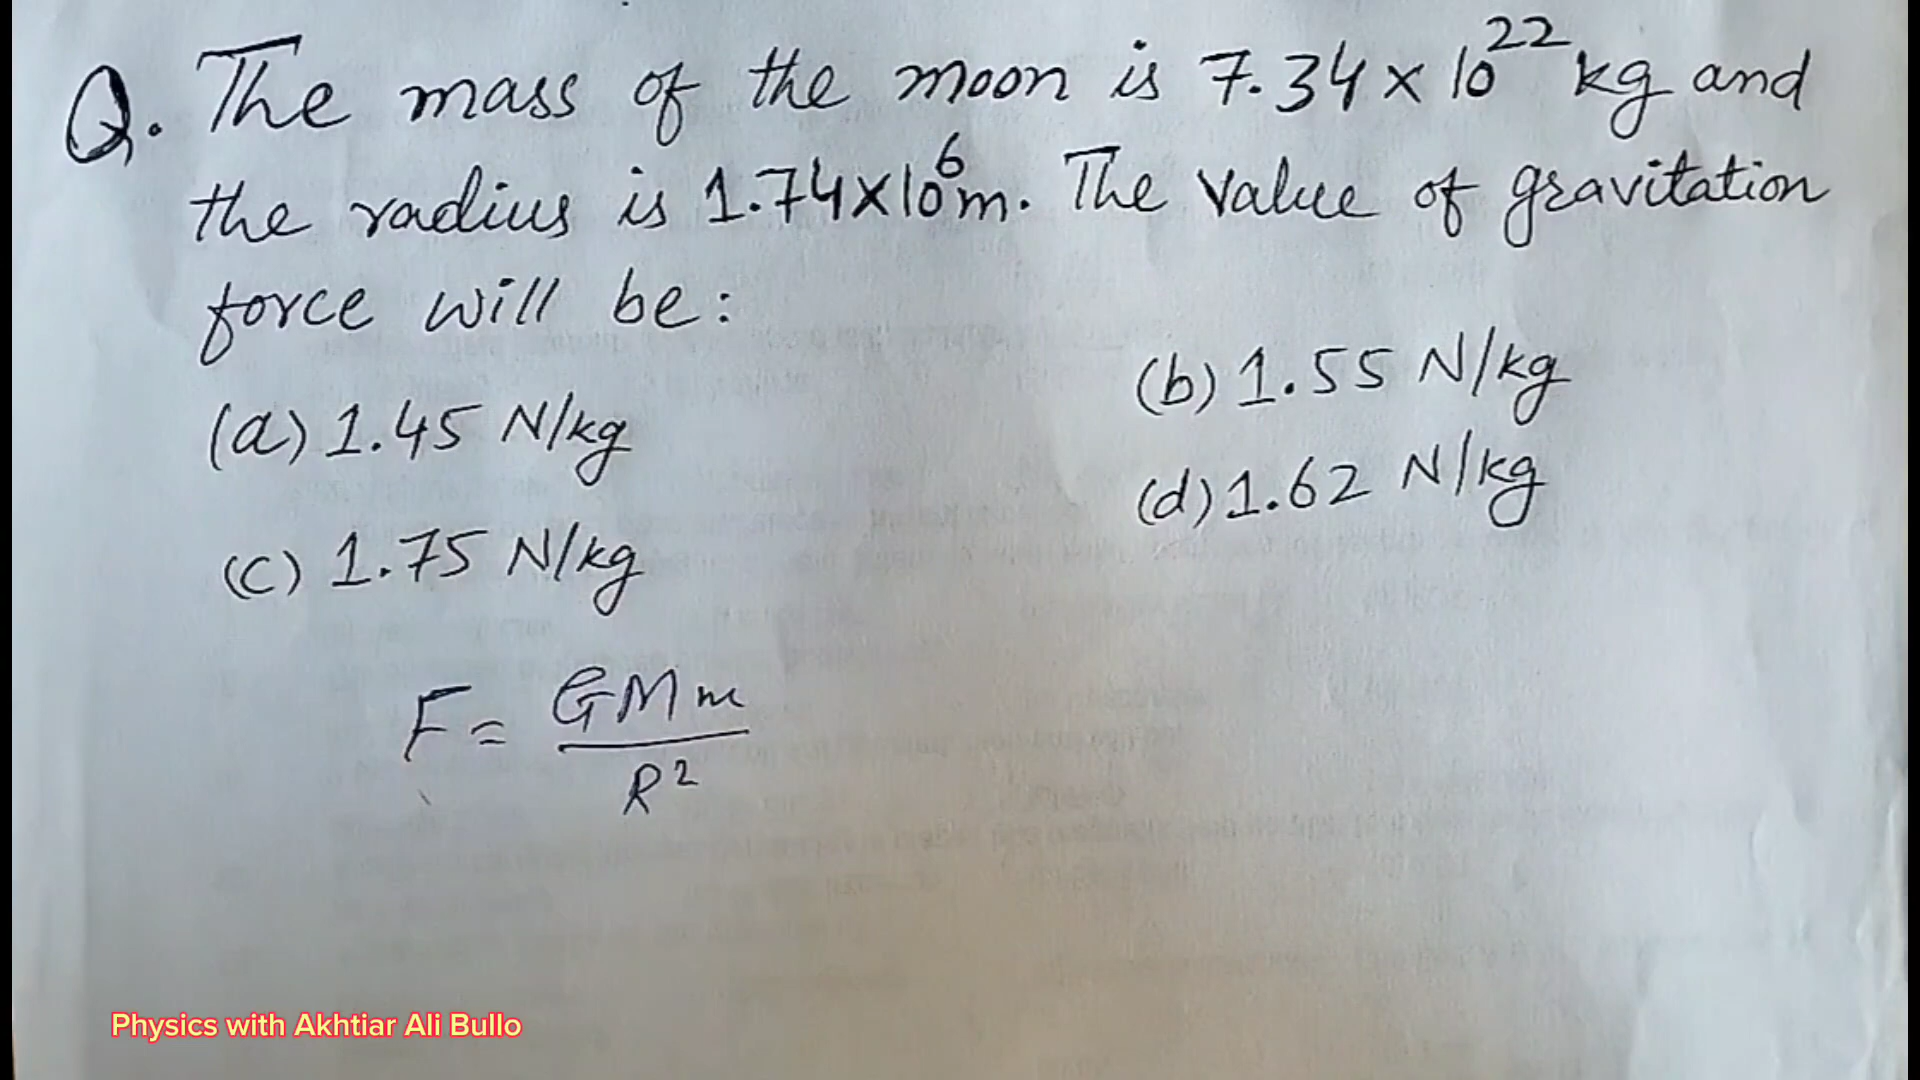 Q. The mass of the moon is 7.34 x 10²² kg and
the radius is 1.74x10⁶m. The value of gravitation
force will be:
(a) 1.45 N/kg
(b) 1.55 N/kg
(c) 1.75 N/kg
(d) 1.62 N/kg
F = GMm
R²
Physics with Akhtiar Ali Bullo